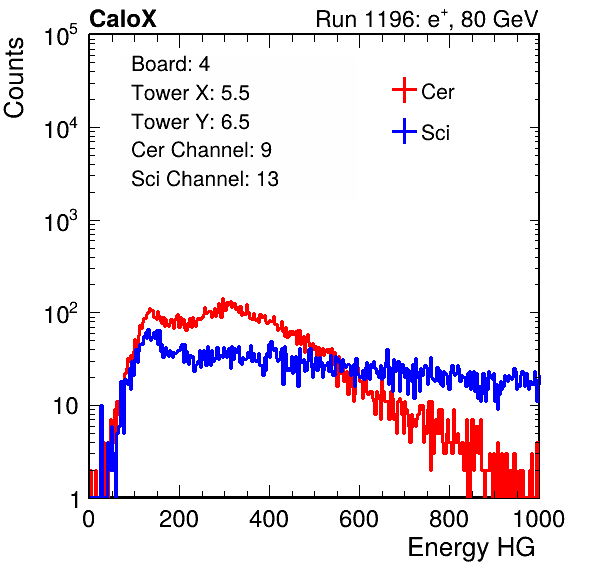 CaloX Run 1196: e⁺, 80 GeV
Counts
Board: 4
Tower X: 5.5
Tower Y: 6.5
Cer Channel: 9
Sci Channel: 13
Cer
Sci
10⁵
10⁴
10³
10²
10
1
0 200 400 600 800 1000
Energy HG